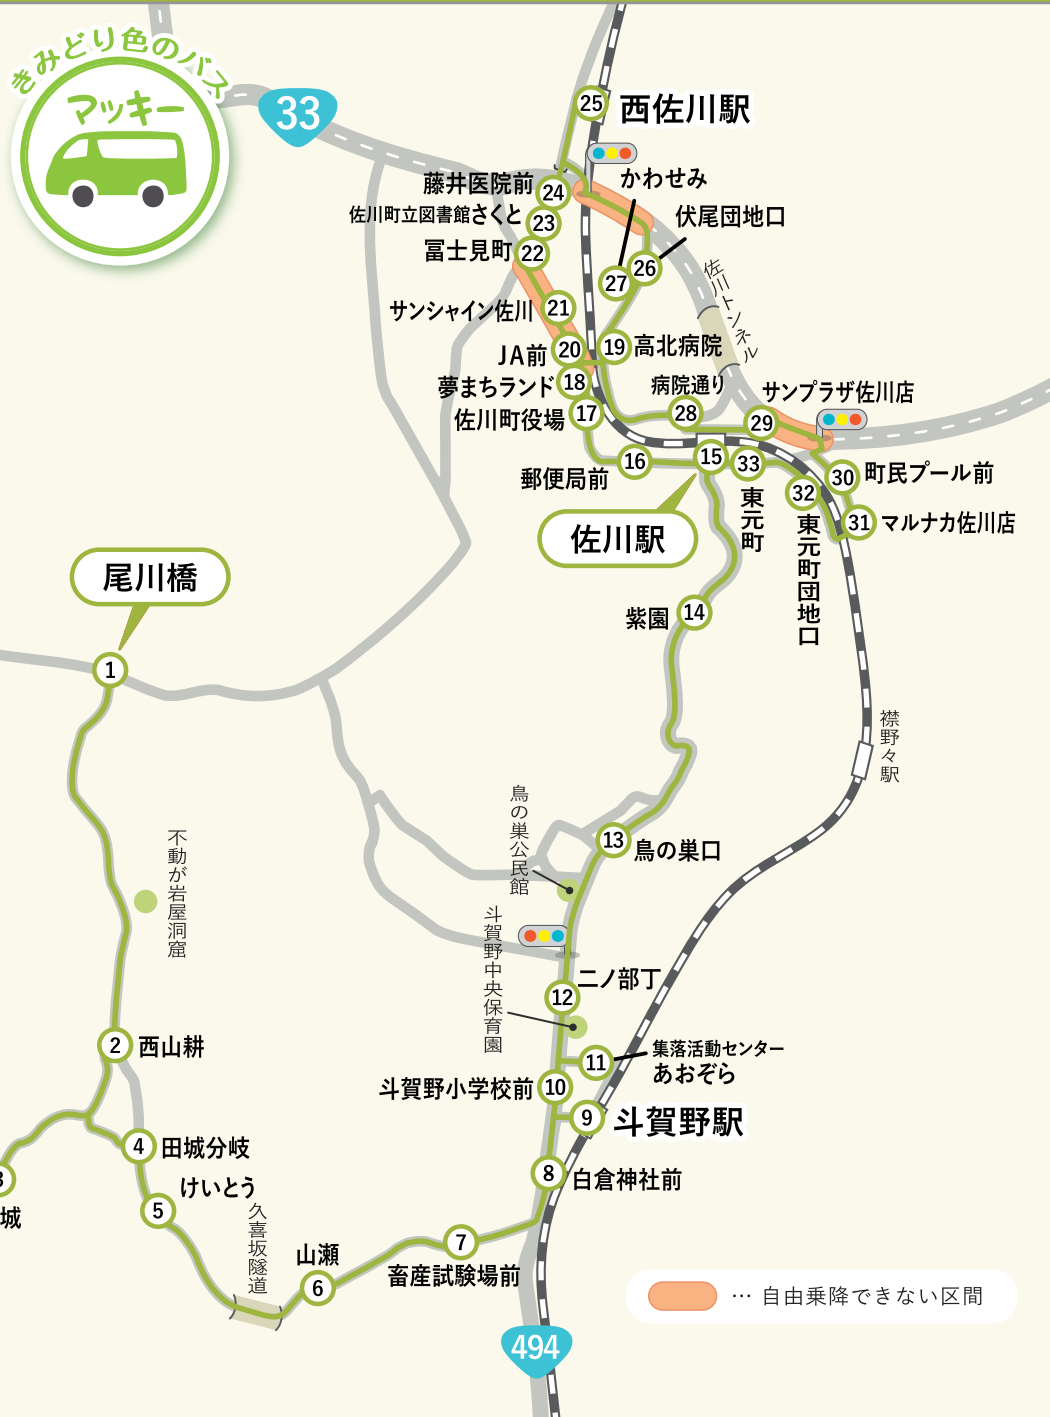 きみどり色のバス
マッキー
33
25
西佐川駅
かわせみ
藤井医院前
24
佐川町立図書館さくと
23
伏尾団地口
冨士見町
22
26
27
佐川トンネル
サンシャイン佐川
21
JA前
20
19
高北病院
夢まちランド
18
病院通り
サンプラザ佐川店
佐川町役場
17
28
29
16
15
33
郵便局前
30
町民プール前
32
東元町
31
マルナカ佐川店
東元町団地口
佐川駅
尾川橋
1
14
紫園
襟野々駅
鳥の巣公民館
13
鳥の巣口
不動が岩屋洞窟
斗賀野中央保育園
二ノ部丁
12
2
西山耕
11
集落活動センター
あおぞら
斗賀野小学校前
10
9
斗賀野駅
4
田城分岐
3
城
8
白倉神社前
けいとう
5
久喜坂隧道
7
山瀬
6
畜産試験場前
… 自由乗降できない区間
494